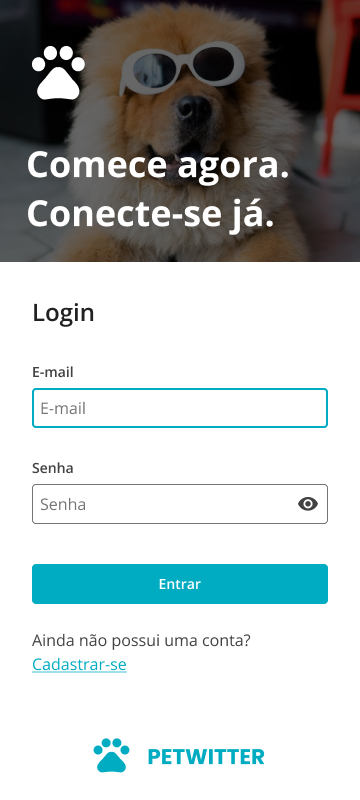 Comece agora.
Conecte-se já.
Login
E-mail
E-mail
Senha
Senha
Entrar
Ainda não possui uma conta?
Cadastrar-se
PETWITTER